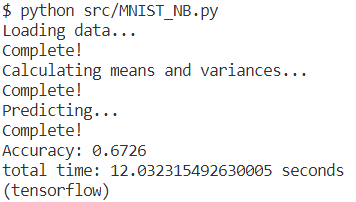 $ python src/MNIST_NB.py
Loading data...
Complete!
Calculating means and variances...
Complete!
Predicting...
Complete!
Accuracy: 0.6726
total time: 12.032315492630005 seconds
(tensorflow)